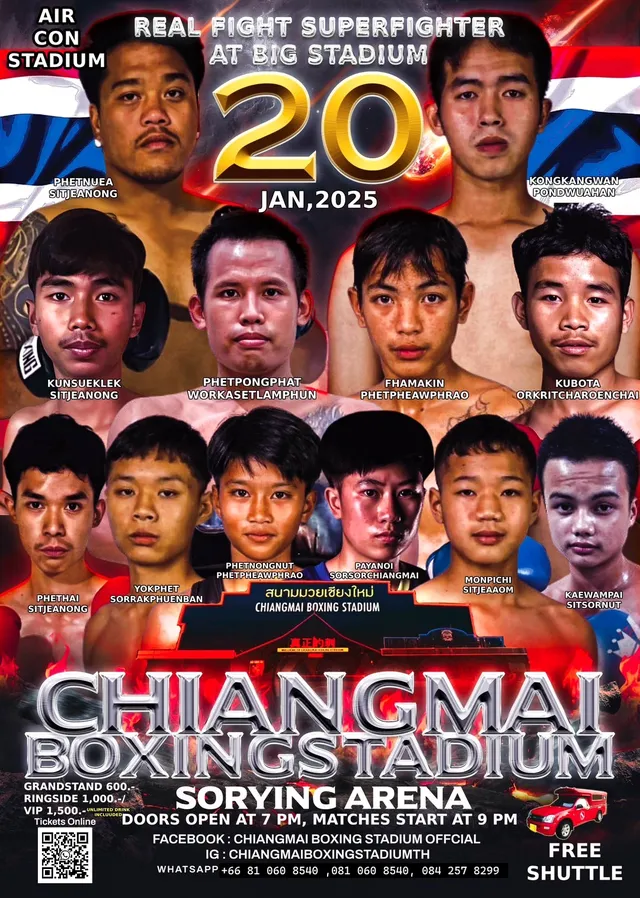 AIR
CON
STADIUM
REAL FIGHT SUPERFIGHTER
AT BIG STADIUM
20
JAN,2025
PHETNUEA
SITJEANONG
KONGKANGWAN
PONDWUAHAN
KUNSUEKLEK
SITJEANONG
PHETPONGPHAT
WORKASETLAMPHUN
FHAMAKIN
PHETPHEAWPHRAO
KUBOTA
ORKRITCHAROENCHAI
PHETHAI
SITJEANONG
YOKPHET
SORRAKPHUENBAN
PHETNONGNUT
PHETPHEAWPHRAO
PAYANOI
SORSORCHIANGMAI
MONPICHI
SITJEAAOM
KAEWAMPAI
SITSORNUT
สนามมวยเชียงใหม่
CHIANGMAI BOXING STADIUM
CHIANGMAI
BOXINGSTADIUM
GRANDSTAND 600.-
RINGSIDE 1,000.-/
VIP 1,500.- UNLIMITED DRINK
INCLUUDED
Tickets Online
SORYING ARENA
DOORS OPEN AT 7 PM, MATCHES START AT 9 PM
FACEBOOK : CHIANGMAI BOXING STADIUM OFFCIAL
IG : CHIANGMAIBOXINGSTADIUMTH
WHATSAPP +66 81 060 8540 ,081 060 8540, 084 257 8299
FREE
SHUTTLE